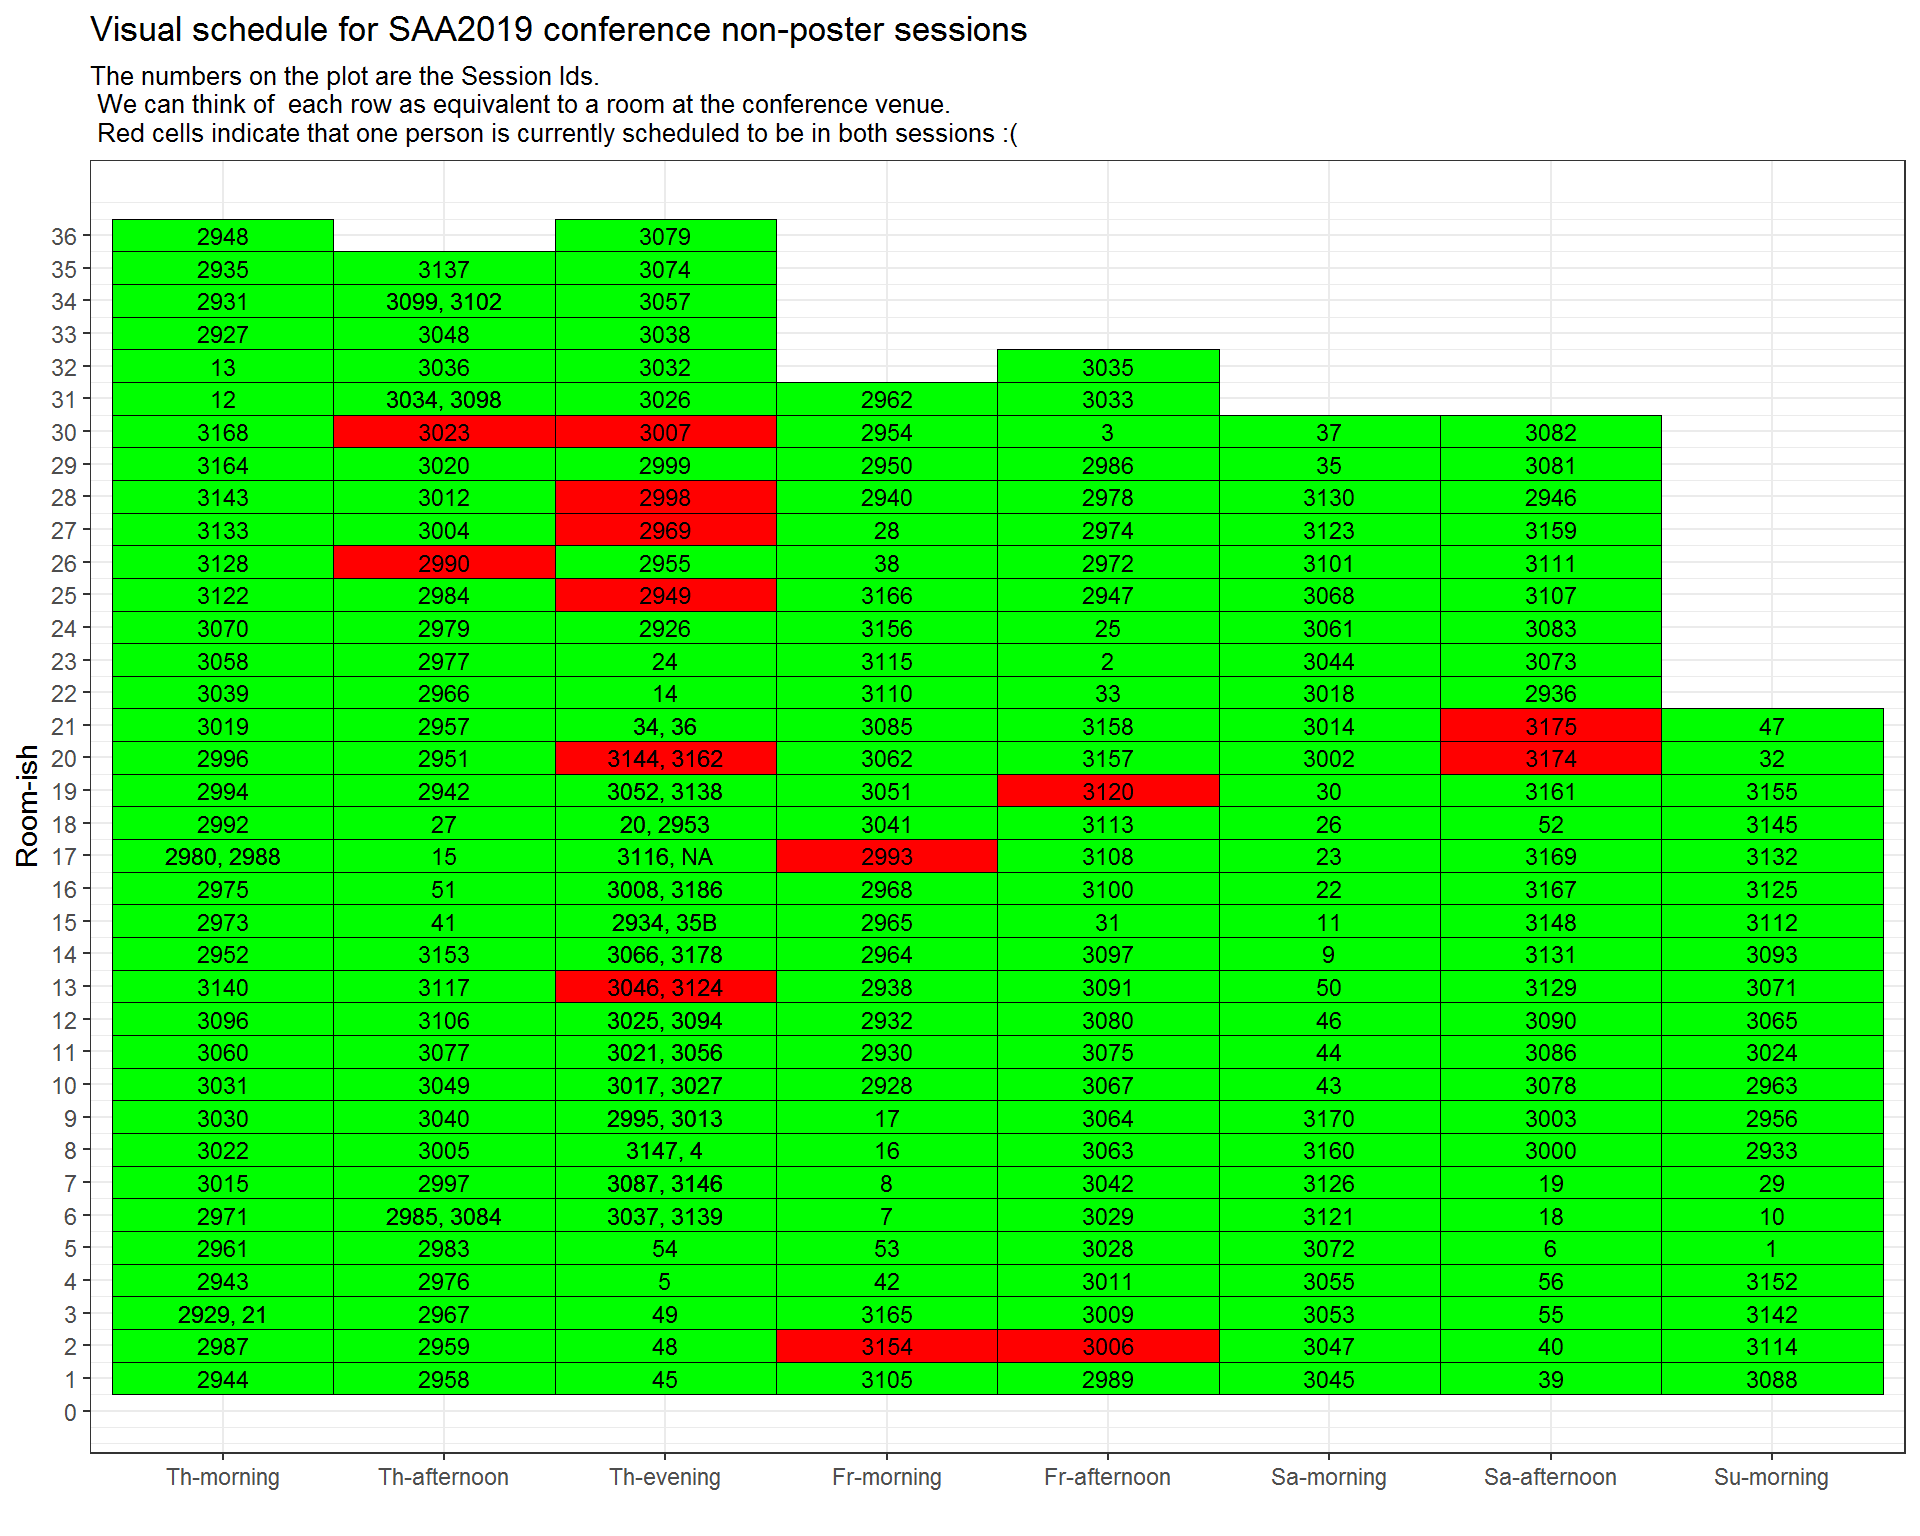 Visual schedule for SAA2019 conference non-poster sessions
The numbers on the plot are the Session Ids.
We can think of  each row as equivalent to a room at the conference venue.
Red cells indicate that one person is currently scheduled to be in both sessions :(
Room-ish
36 2948 3079
35 2935 3137 3074
34 2931 3099, 3102 3057
33 2927 3048 3038
32 13 3036 3032 3035
31 12 3034, 3098 3026 2962 3033
30 3168 3023 3007 2954 3 37 3082
29 3164 3020 2999 2950 2986 35 3081
28 3143 3012 2998 2940 2978 3130 2946
27 3133 3004 2969 28 2974 3123 3159
26 3128 2990 2955 38 2972 3101 3111
25 3122 2984 2949 3166 2947 3068 3107
24 3070 2979 2926 3156 25 3061 3083
23 3058 2977 24 3115 2 3044 3073
22 3039 2966 14 3110 33 3018 2936
21 3019 2957 34, 36 3085 3158 3014 3175 47
20 2996 2951 3144, 3162 3062 3157 3002 3174 32
19 2994 2942 3052, 3138 3051 3120 30 3161 3155
18 2992 27 20, 2953 3041 3113 26 52 3145
17 2980, 2988 15 3116, NA 2993 3108 23 3169 3132
16 2975 51 3008, 3186 2968 3100 22 3167 3125
15 2973 41 2934, 35B 2965 31 11 3148 3112
14 2952 3153 3066, 3178 2964 3097 9 3131 3093
13 3140 3117 3046, 3124 2938 3091 50 3129 3071
12 3096 3106 3025, 3094 2932 3080 46 3090 3065
11 3060 3077 3021, 3056 2930 3075 44 3086 3024
10 3031 3049 3017, 3027 2928 3067 43 3078 2963
9 3030 3040 2995, 3013 17 3064 3170 3003 2956
8 3022 3005 3147, 4 16 3063 3160 3000 2933
7 3015 2997 3087, 3146 8 3042 3126 19 29
6 2971 2985, 3084 3037, 3139 7 3029 3121 18 10
5 2961 2983 54 53 3028 3072 6 1
4 2943 2976 5 42 3011 3055 56 3152
3 2929, 21 2967 49 3165 3009 3053 55 3142
2 2987 2959 48 3154 3006 3047 40 3114
1 2944 2958 45 3105 2989 3045 39 3088
0
Th-morning Th-afternoon Th-evening Fr-morning Fr-afternoon Sa-morning Sa-afternoon Su-morning